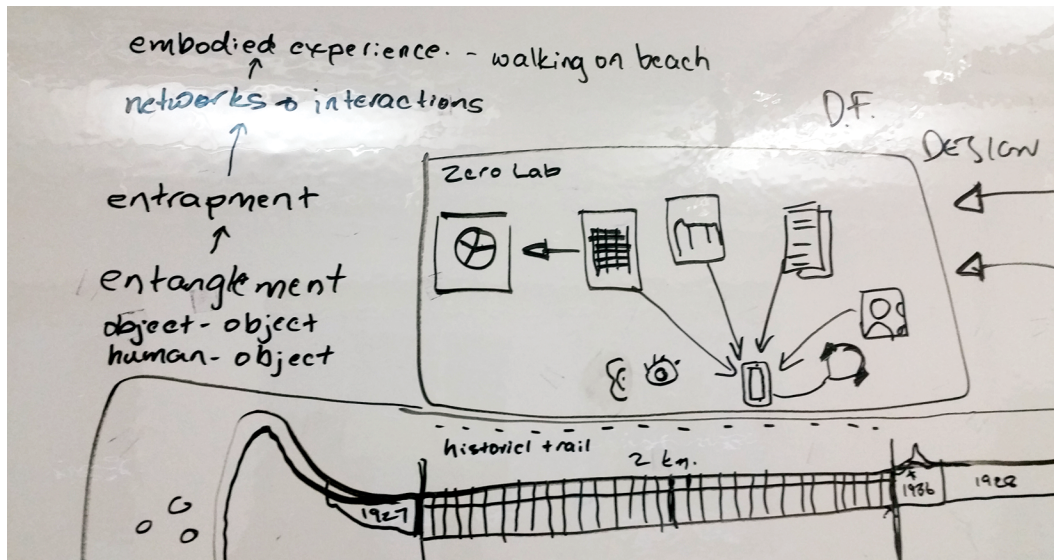 embodied experience. - walking on beach
networks & interactions
entrapment
entanglement
object - object
human - object
D.F.
DESIGN
Zero Lab
historicl trail
2 km.
1927
1936
1928